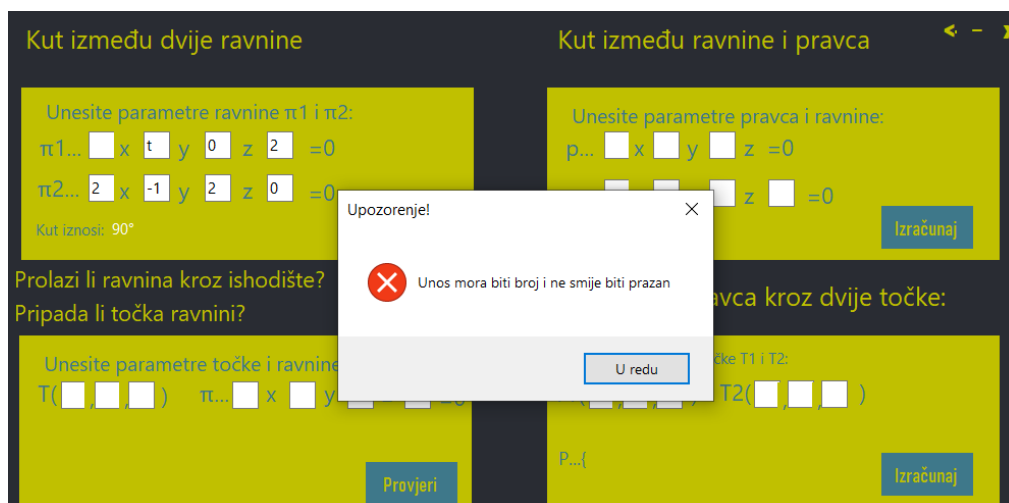 Kut između dvije ravnine
Unesite parametre ravnine π1 i π2:
π1... x t y 0 z 2 =0
π2... 2 x -1 y 2 z 0 =0
Kut iznosi: 90°
Kut između ravnine i pravca
< - x
Unesite parametre pravca i ravnine:
p... x y z =0
z =0
Izračunaj
Upozorenje!
Unos mora biti broj i ne smije biti prazan
U redu
Prolazi li ravnina kroz ishodište?
Pripada li točka ravnini?
Unesite parametre točke i ravnine
T( , , ) π... x y =0
Provjeri
kroz dvije točke:
T1 i T2:
T2( , , )
P...{
Izračunaj